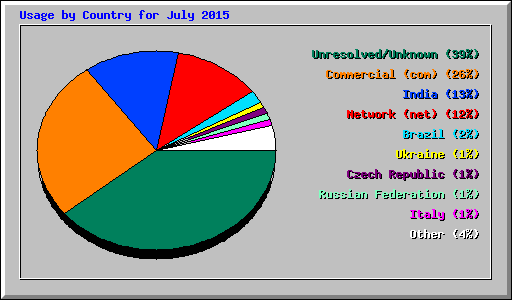 Usage by Country for July 2015
Unresolved/Unknown (39%)
Commercial (com) (26%)
India (13%)
Network (net) (12%)
Brazil (2%)
Ukraine (1%)
Czech Republic (1%)
Russian Federation (1%)
Italy (1%)
Other (4%)